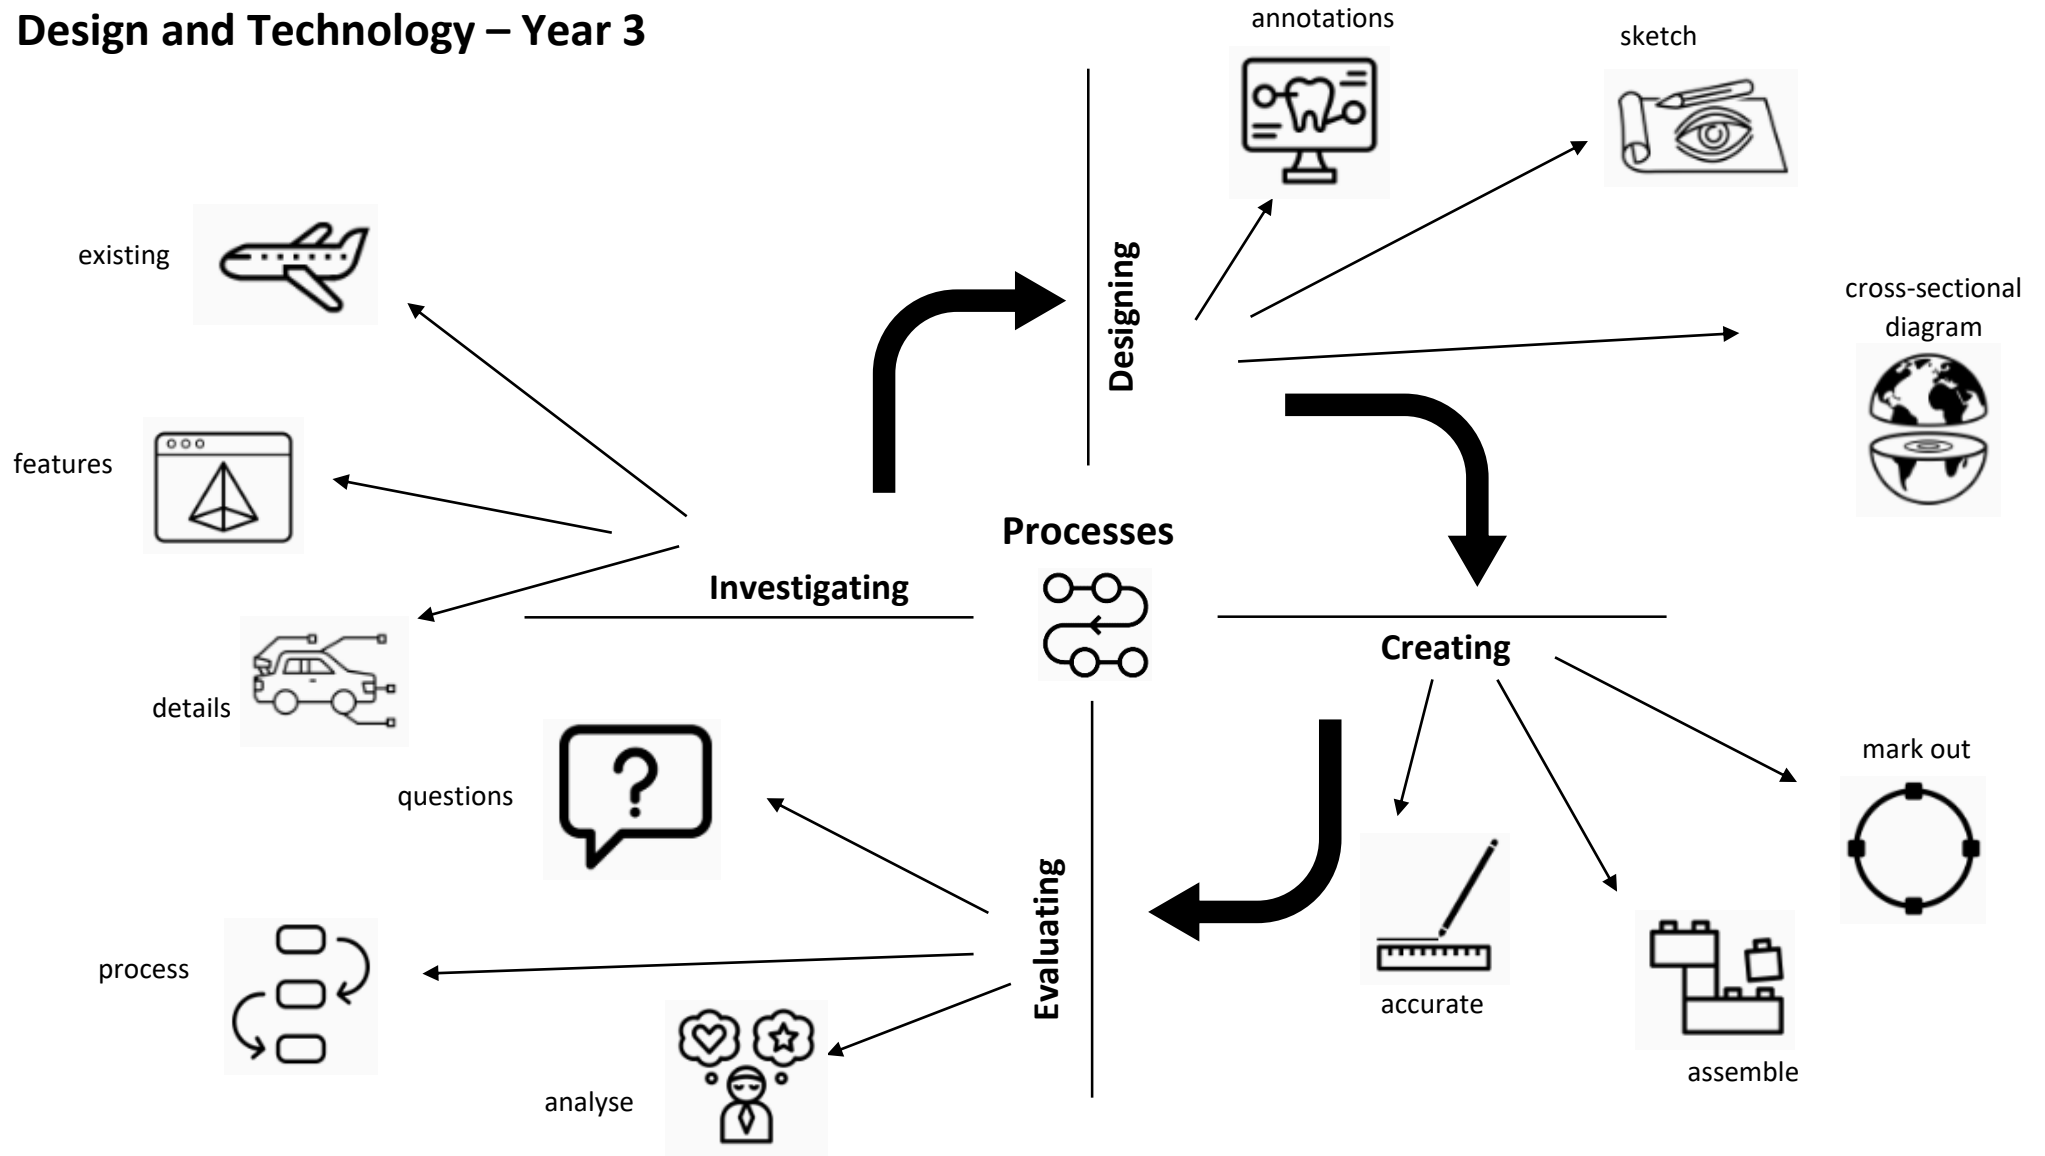 Design and Technology – Year 3
annotations
sketch
existing
Designing
cross-sectional
diagram
features
Processes
Investigating
Creating
details
questions
mark out
Evaluating
process
accurate
assemble
analyse